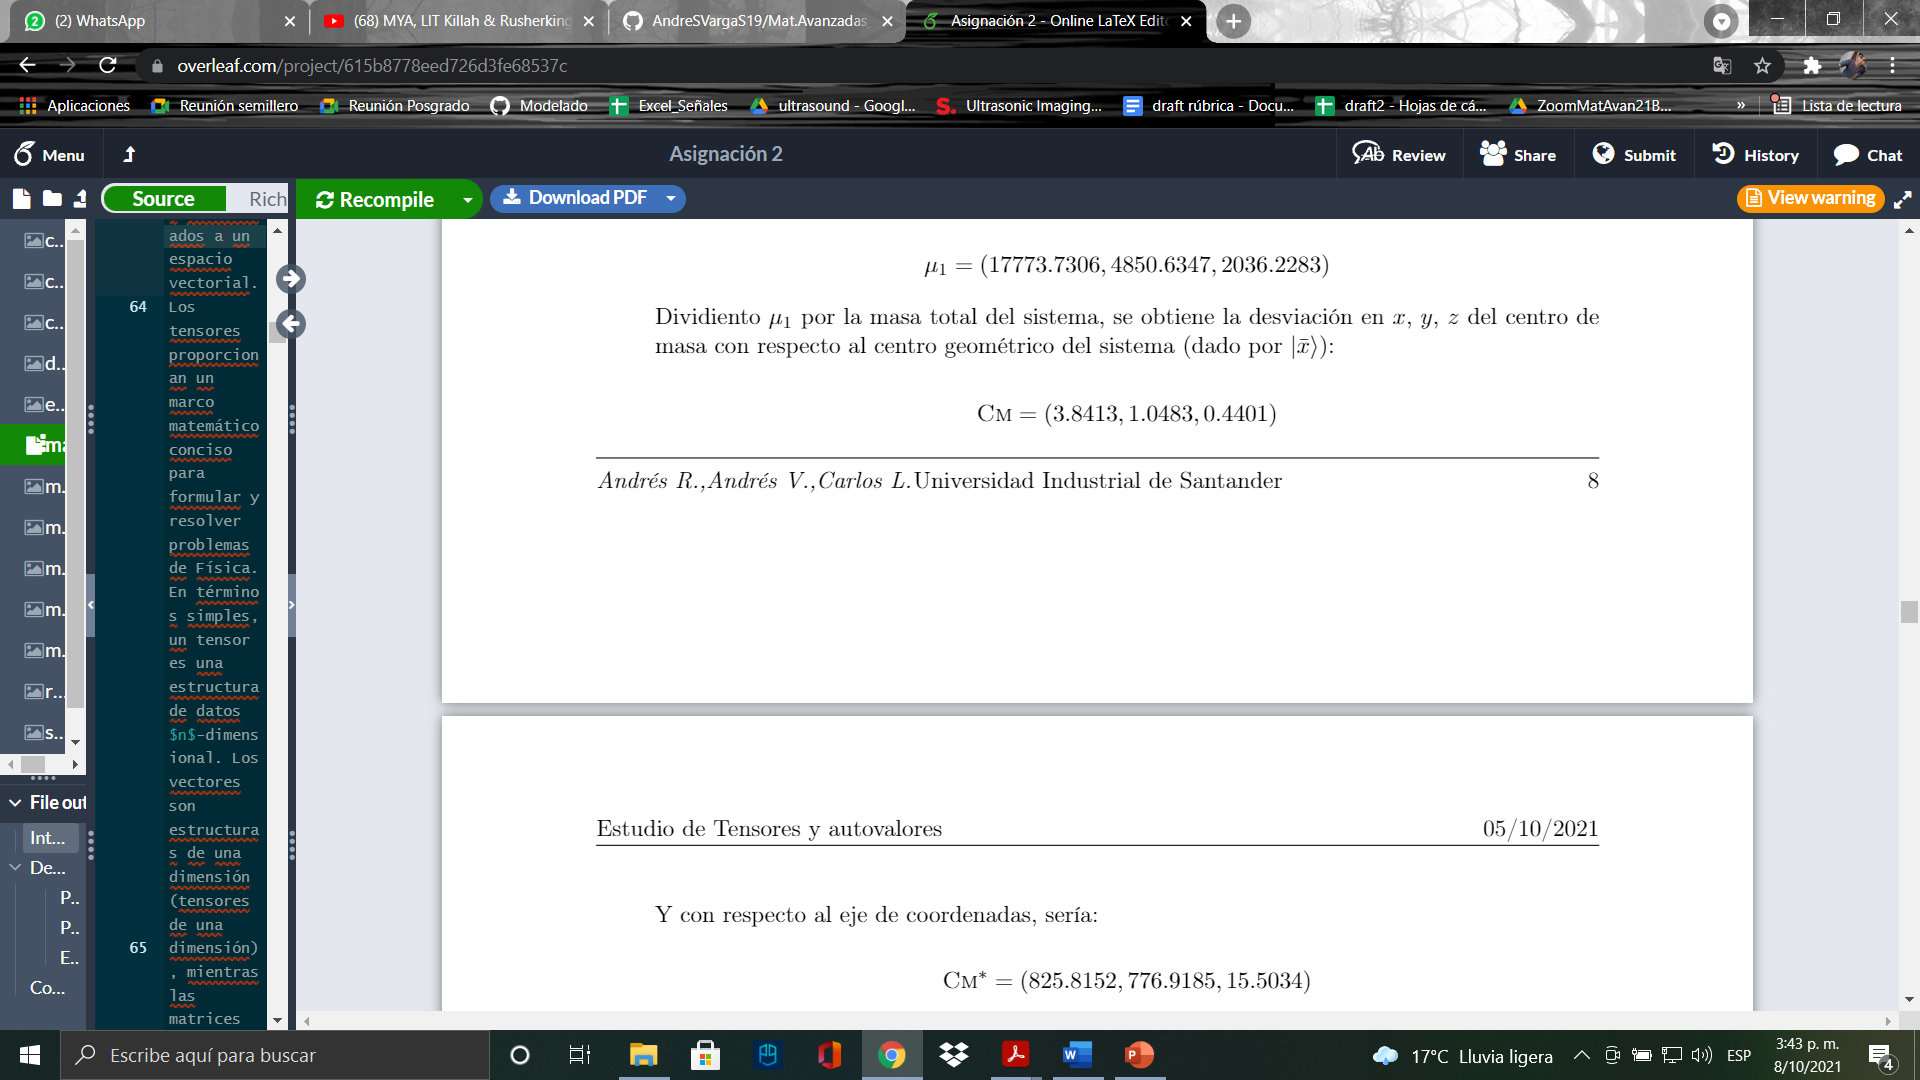 (2) WhatsApp
(68) MYA, LIT Killah & Rusherking
AndreSVargaS19/Mat.Avanzadas
Asignación 2 - Online LaTeX Edito
overleaf.com/project/615b8778eed726d3fe68537c
Aplicaciones
Reunión semillero
Reunión Posgrado
Modelado
Excel_Señales
ultrasound - Googl...
Ultrasonic Imaging...
draft rúbrica - Docu...
draft2 - Hojas de cá...
ZoomMatAvan21B...
»
Lista de lectura
Menu
Asignación 2
Review
Share
Submit
History
Chat
Source
Rich
Recompile
Download PDF
View warning
c..
c..
c..
d..
e..
ma
m.
m.
m.
m.
m.
r...
s..
File out
Int...
De...
P..
P..
E..
Co...
ados a un
espacio
vectorial.
64 Los
tensores
proporcion
an un
marco
matemático
conciso
para
formular y
resolver
problemas
de Física.
En término
s simples,
un tensor
es una
estructura
de datos
$n$-dimens
ional. Los
vectores
son
estructura
s de una
dimensión
(tensores
de una
65 dimensión)
, mientras
las
matrices
μ₁ = (17773.7306, 4850.6347, 2036.2283)
Dividiento μ₁ por la masa total del sistema, se obtiene la desviación en x, y, z del centro de
masa con respecto al centro geométrico del sistema (dado por |x̄⟩):
Cм = (3.8413, 1.0483, 0.4401)
Andrés R.,Andrés V.,Carlos L.Universidad Industrial de Santander 8
Estudio de Tensores y autovalores 05/10/2021
Y con respecto al eje de coordenadas, sería:
Cм* = (825.8152, 776.9185, 15.5034)
Escribe aquí para buscar
17°C Lluvia ligera
ESP
3:43 p. m.
8/10/2021
4